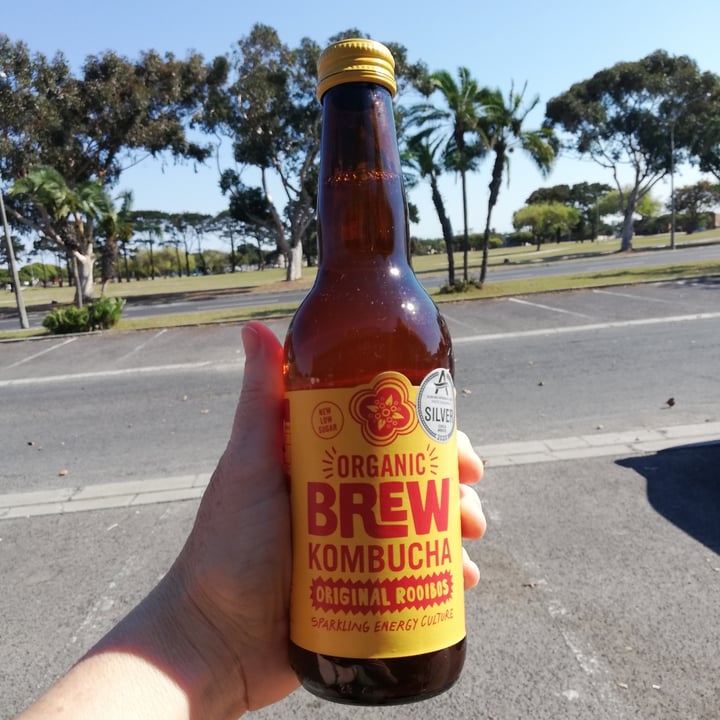 NEW
LOW
SUGAR
SILVER
ORGANIC
BREW
KOMBUCHA
ORIGINAL ROOIBOS
SPARKLING ENERGY CULTURE